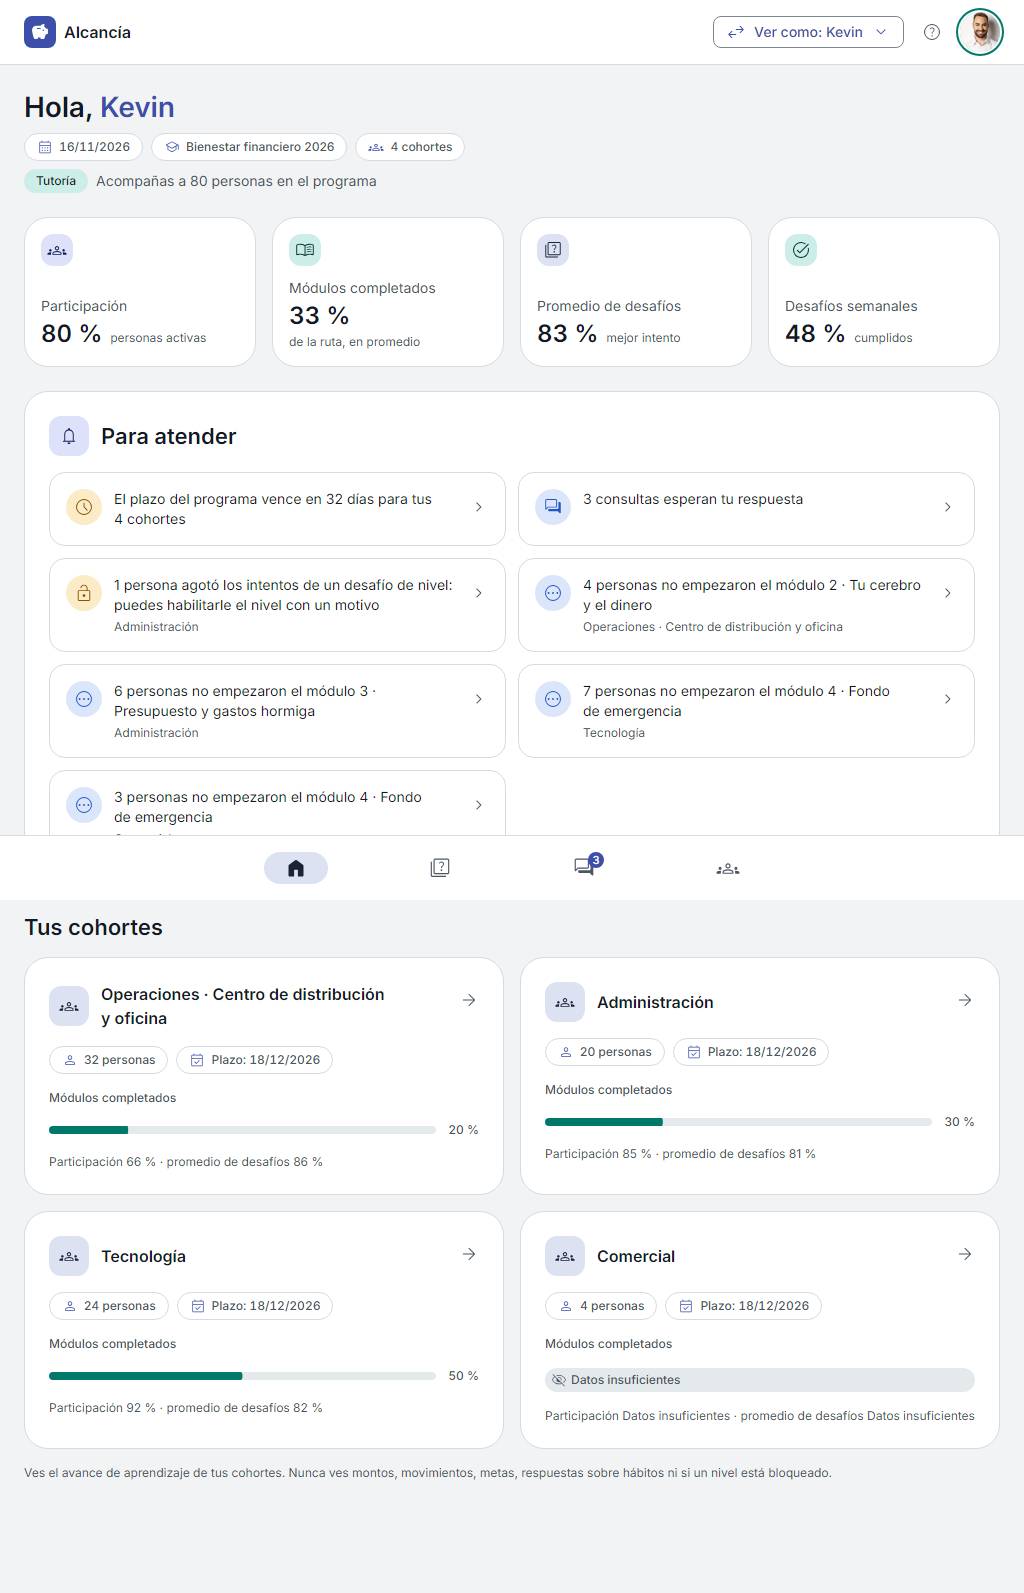 Alcancía
Ver como: Kevin
Hola, Kevin
16/11/2026
Bienestar financiero 2026
4 cohortes
Tutoría
Acompañas a 80 personas en el programa
Participación
80 % personas activas
Módulos completados
33 %
de la ruta, en promedio
Promedio de desafíos
83 % mejor intento
Desafíos semanales
48 % cumplidos
Para atender
El plazo del programa vence en 32 días para tus
4 cohortes
3 consultas esperan tu respuesta
1 persona agotó los intentos de un desafío de nivel:
puedes habilitarle el nivel con un motivo
Administración
4 personas no empezaron el módulo 2 · Tu cerebro
y el dinero
Operaciones · Centro de distribución y oficina
6 personas no empezaron el módulo 3 ·
Presupuesto y gastos hormiga
Administración
7 personas no empezaron el módulo 4 · Fondo
de emergencia
Tecnología
3 personas no empezaron el módulo 4 · Fondo
de emergencia
3
Tus cohortes
Operaciones · Centro de distribución
y oficina
32 personas
Plazo: 18/12/2026
Módulos completados
20 %
Participación 66 % · promedio de desafíos 86 %
Administración
20 personas
Plazo: 18/12/2026
Módulos completados
30 %
Participación 85 % · promedio de desafíos 81 %
Tecnología
24 personas
Plazo: 18/12/2026
Módulos completados
50 %
Participación 92 % · promedio de desafíos 82 %
Comercial
4 personas
Plazo: 18/12/2026
Módulos completados
Datos insuficientes
Participación Datos insuficientes · promedio de desafíos Datos insuficientes
Ves el avance de aprendizaje de tus cohortes. Nunca ves montos, movimientos, metas, respuestas sobre hábitos ni si un nivel está bloqueado.